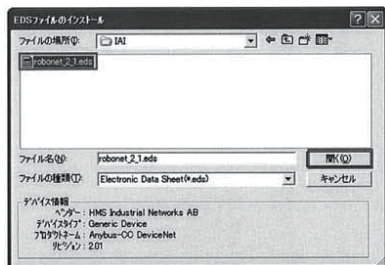 EDSファイルのインストール
ファイルの場所(I): IAI
robonet_2_1.eds
ファイル名(N): robonet_2_1.eds 開く(O)
ファイルの種類(T): Electronic Data Sheet(*.eds) キャンセル
デバイス情報
ベンダー : HMS Industrial Networks AB
デバイスタイプ : Generic Device
プロダクトネーム : Anybus-CC DeviceNet
リビジョン : 2.01